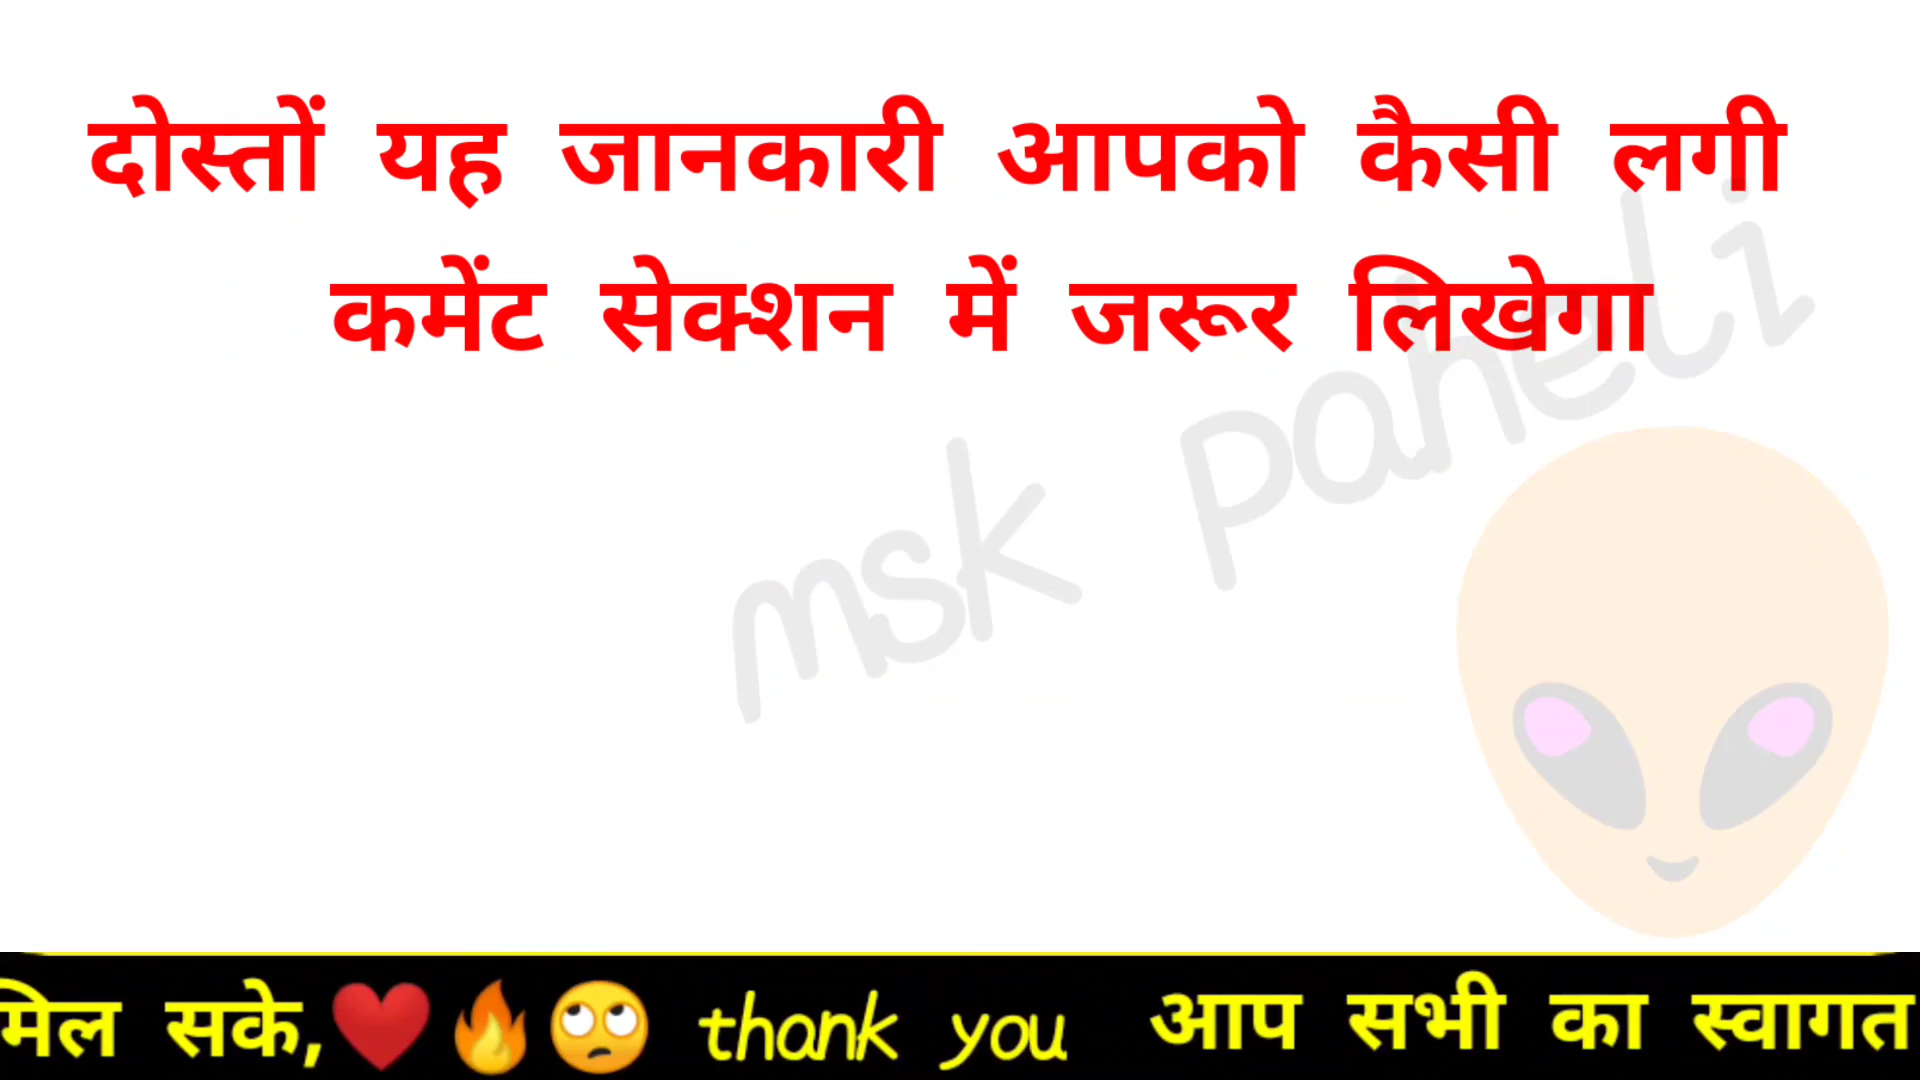 दोस्तों यह जानकारी आपको कैसी लगी
कमेंट सेक्शन में जरूर लिखेगा
msk paheli
मिल सके,❤️🔥🙄 thank you आप सभी का स्वागत